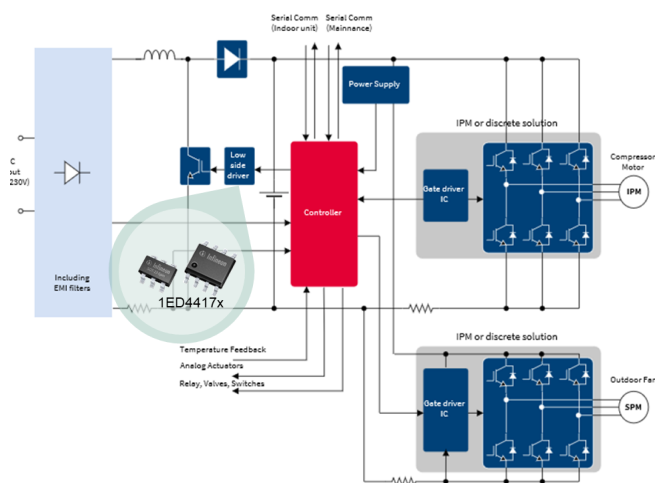 Serial Comm
(Indoor unit)
Serial Comm
(Mainnance)
Power Supply
IPM or discrete solution
Compressor
Motor
IPM
Gate driver
IC
Low
side
driver
C
out
230V)
Controller
Including
EMI filters
infineon
1ED4417x
Temperature Feedback
Analog Actuators
Relay, Valves, Switches
IPM or discrete solution
Outdoor Far
SPM
Gate driver
IC